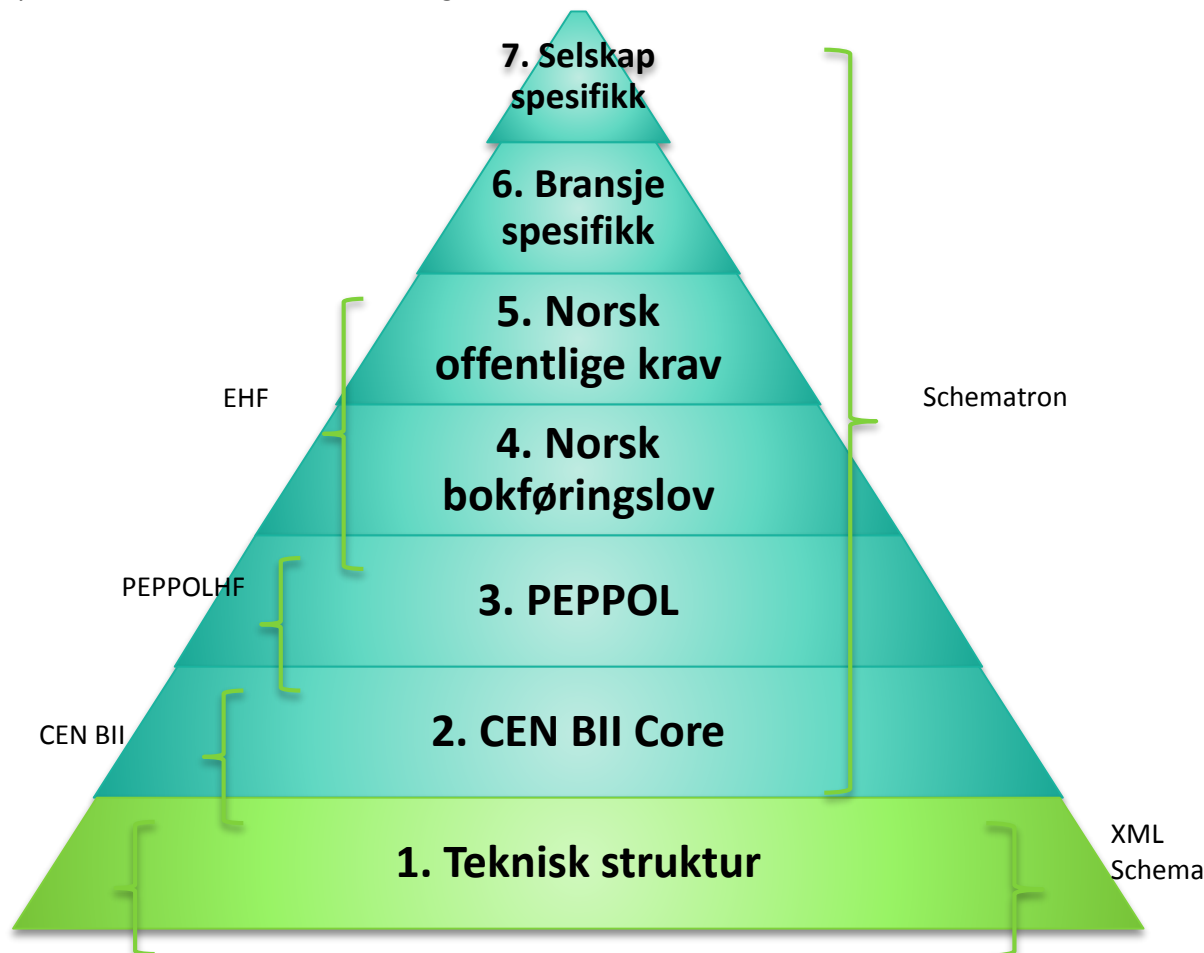 7. Selskap
spesifikk
6. Bransje
spesifikk
5. Norsk
offentlige krav
EHF
Schematron
4. Norsk
bokføringslov
PEPPOLHF
3. PEPPOL
CEN BII
2. CEN BII Core
1. Teknisk struktur
XML
Schema